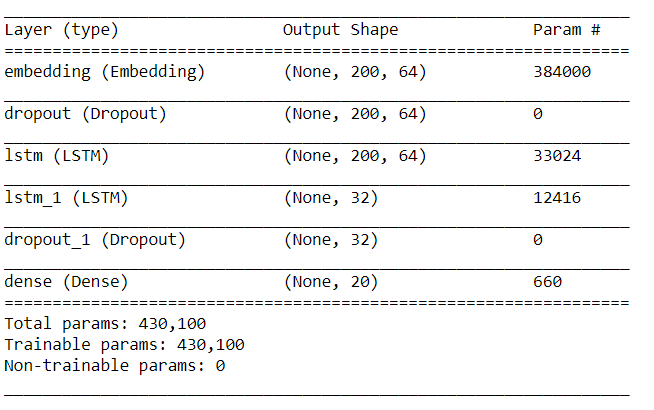 Layer (type) Output Shape Param #
embedding (Embedding) (None, 200, 64) 384000
dropout (Dropout) (None, 200, 64) 0
lstm (LSTM) (None, 200, 64) 33024
lstm_1 (LSTM) (None, 32) 12416
dropout_1 (Dropout) (None, 32) 0
dense (Dense) (None, 20) 660
Total params: 430,100
Trainable params: 430,100
Non-trainable params: 0